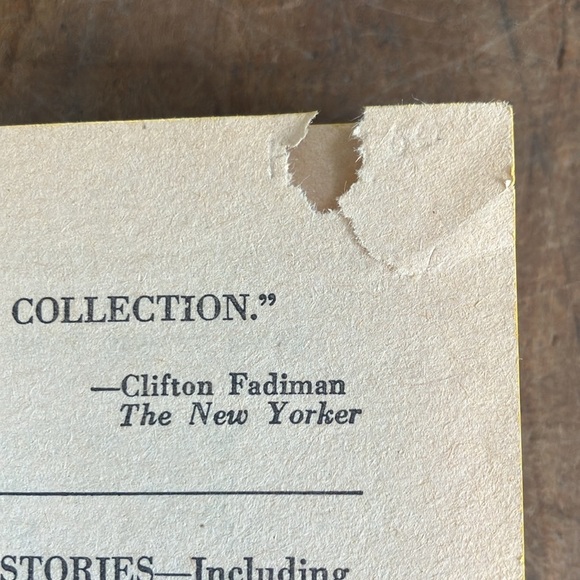 COLLECTION.”
—Clifton Fadiman
The New Yorker
STORIES—Including